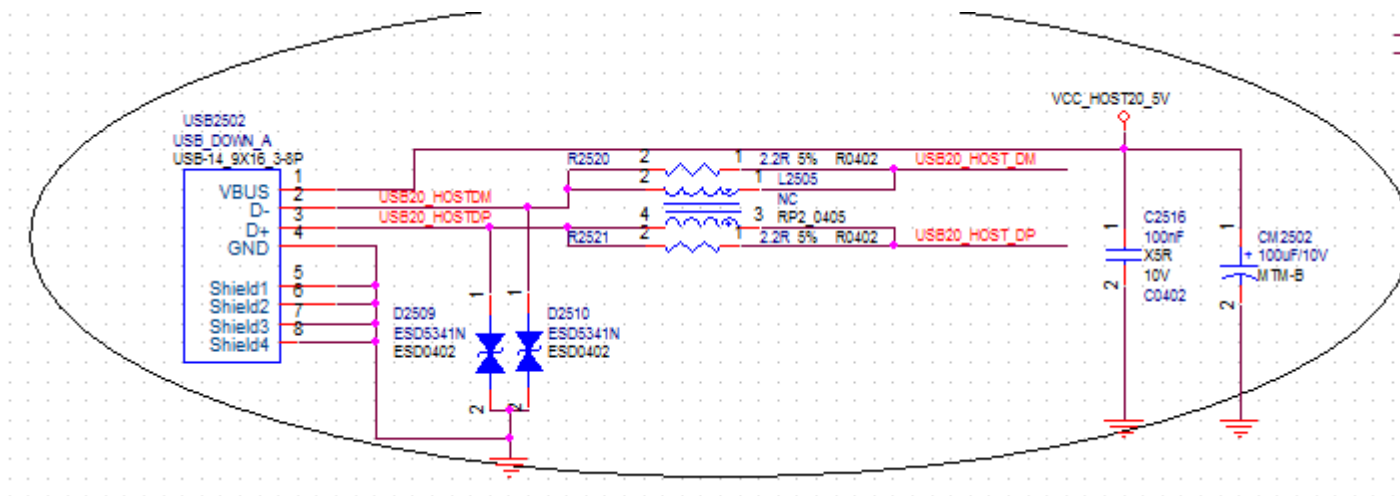 VCC_HOST20_5V
USB2502
USB_DOWN_A
USB-14_9X16_3-8P
R2520 2 1 2.2R 5% R0402 USB20_HOST_DM
2 1 L2505
NC
VBUS 1
D- 2 USB20_HOSTDM
D+ 3 USB20_HOSTDP
GND 4
4 3 RP2_0405
R2521 2 1 2.2R 5% R0402 USB20_HOST_DP
Shield1 5
Shield2 6
Shield3 7
Shield4 8
1 C2516
100nF
X5R
10V
2 C0402
1 CM2502
+ 100uF/10V
MTM-B
2
1 D2509
ESD5341N
ESD0402
2
1 D2510
ESD5341N
ESD0402
2